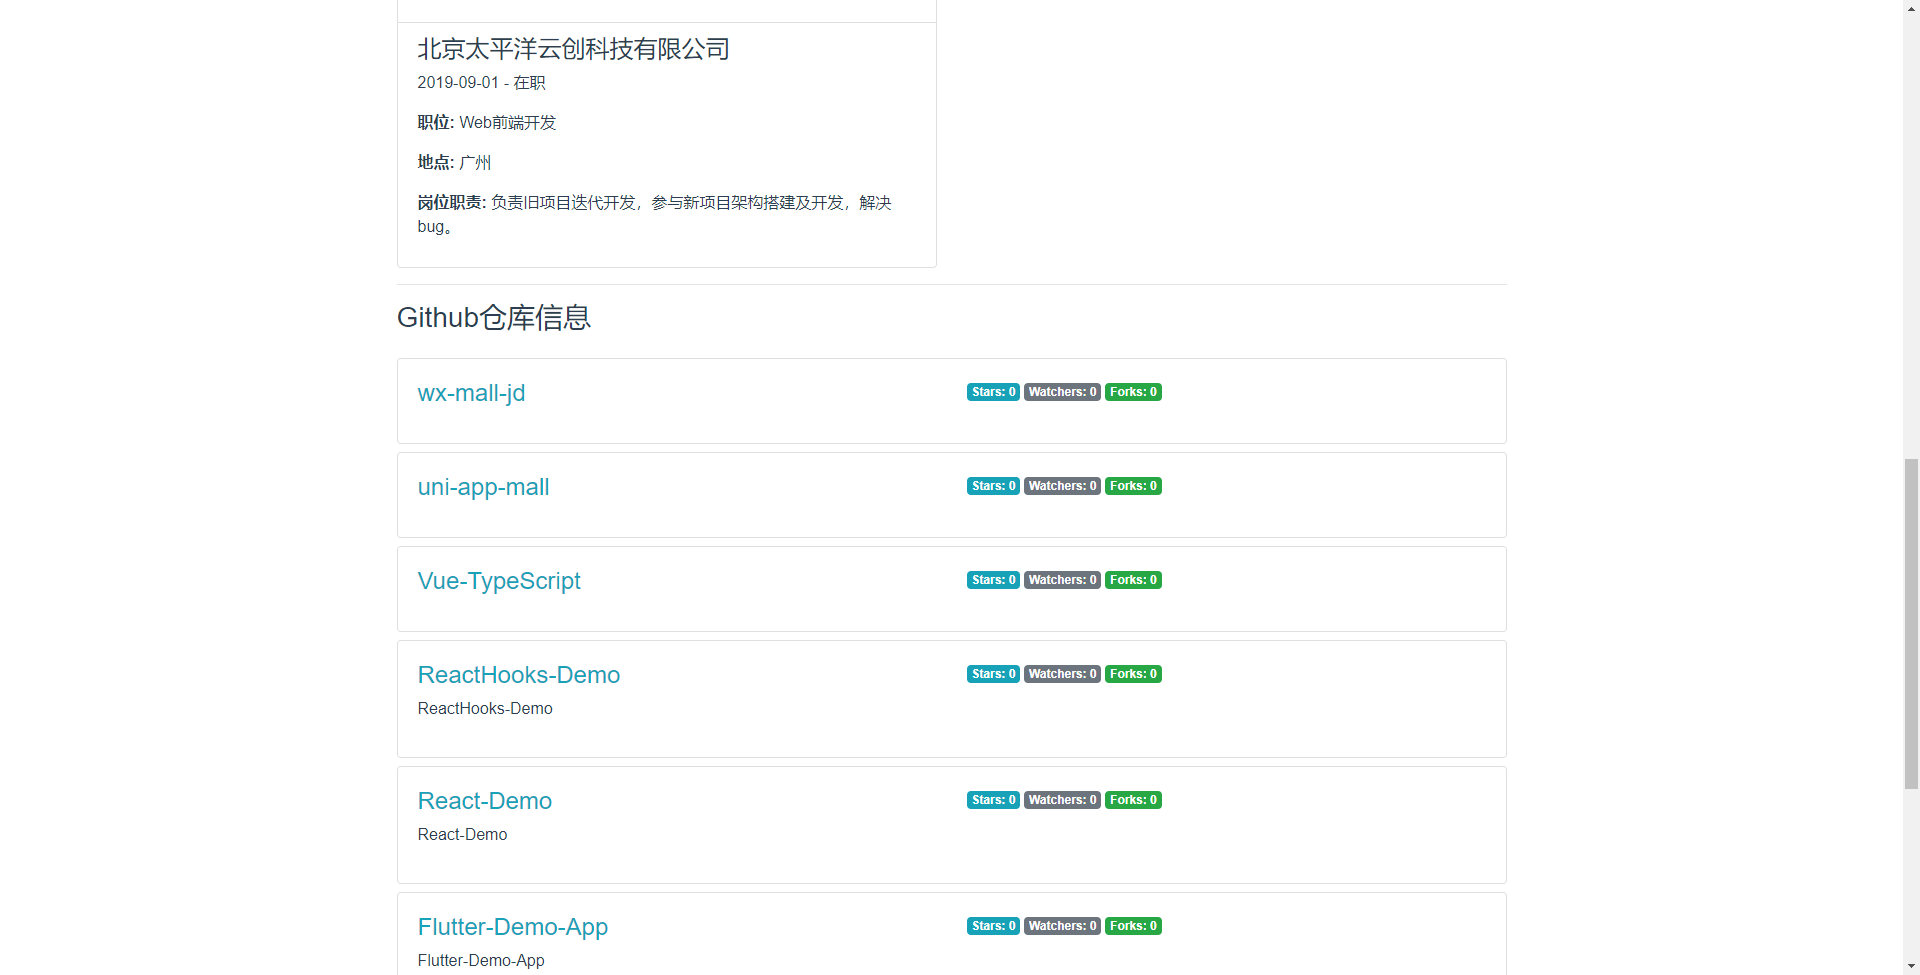 北京太平洋云创科技有限公司
2019-09-01 - 在职
职位: Web前端开发
地点: 广州
岗位职责: 负责旧项目迭代开发，参与新项目架构搭建及开发，解决
bug。
Github仓库信息
wx-mall-jd
Stars: 0 Watchers: 0 Forks: 0
uni-app-mall
Stars: 0 Watchers: 0 Forks: 0
Vue-TypeScript
Stars: 0 Watchers: 0 Forks: 0
ReactHooks-Demo
Stars: 0 Watchers: 0 Forks: 0
ReactHooks-Demo
React-Demo
Stars: 0 Watchers: 0 Forks: 0
React-Demo
Flutter-Demo-App
Stars: 0 Watchers: 0 Forks: 0
Flutter-Demo-App